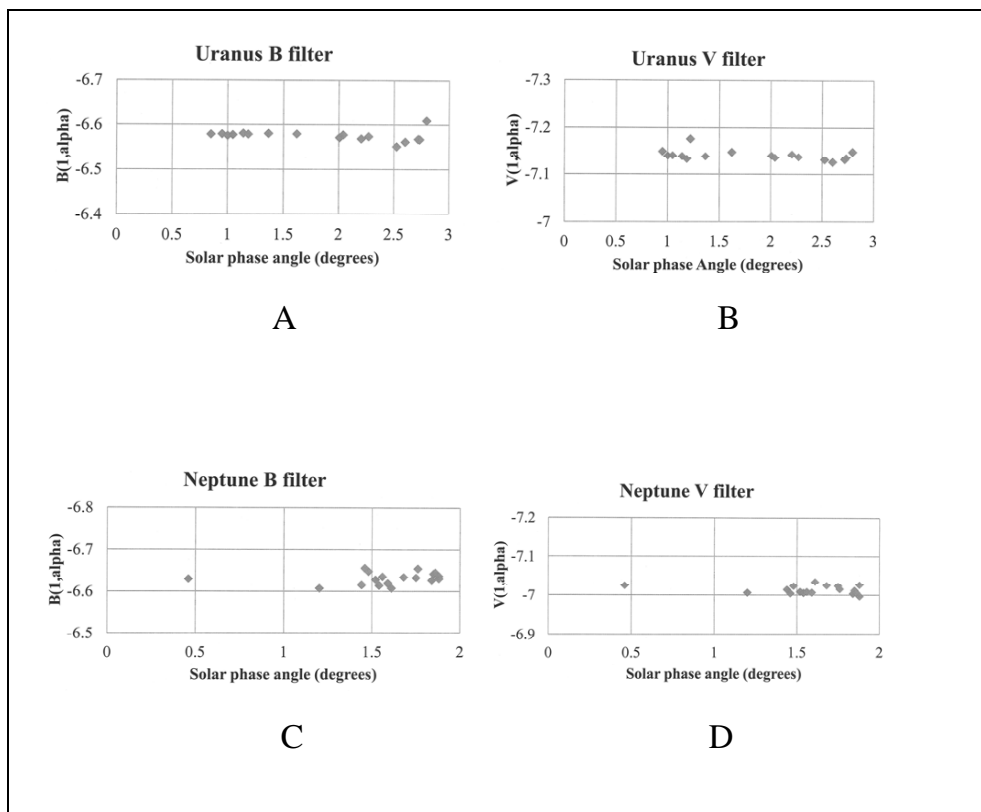 Uranus B filter
-6.7
-6.6
-6.5
-6.4
B(1,alpha)
0 0.5 1 1.5 2 2.5 3
Solar phase angle (degrees)
A
Uranus V filter
-7.3
-7.2
-7.1
-7
V(1,alpha)
0 0.5 1 1.5 2 2.5 3
Solar phase Angle (degrees)
B
Neptune B filter
-6.8
-6.7
-6.6
-6.5
B(1,alpha)
0 0.5 1 1.5 2
Solar phase angle (degrees)
C
Neptune V filter
-7.2
-7.1
-7
-6.9
V(1.alpha)
0 0.5 1 1.5 2
Solar phase angle (degrees)
D